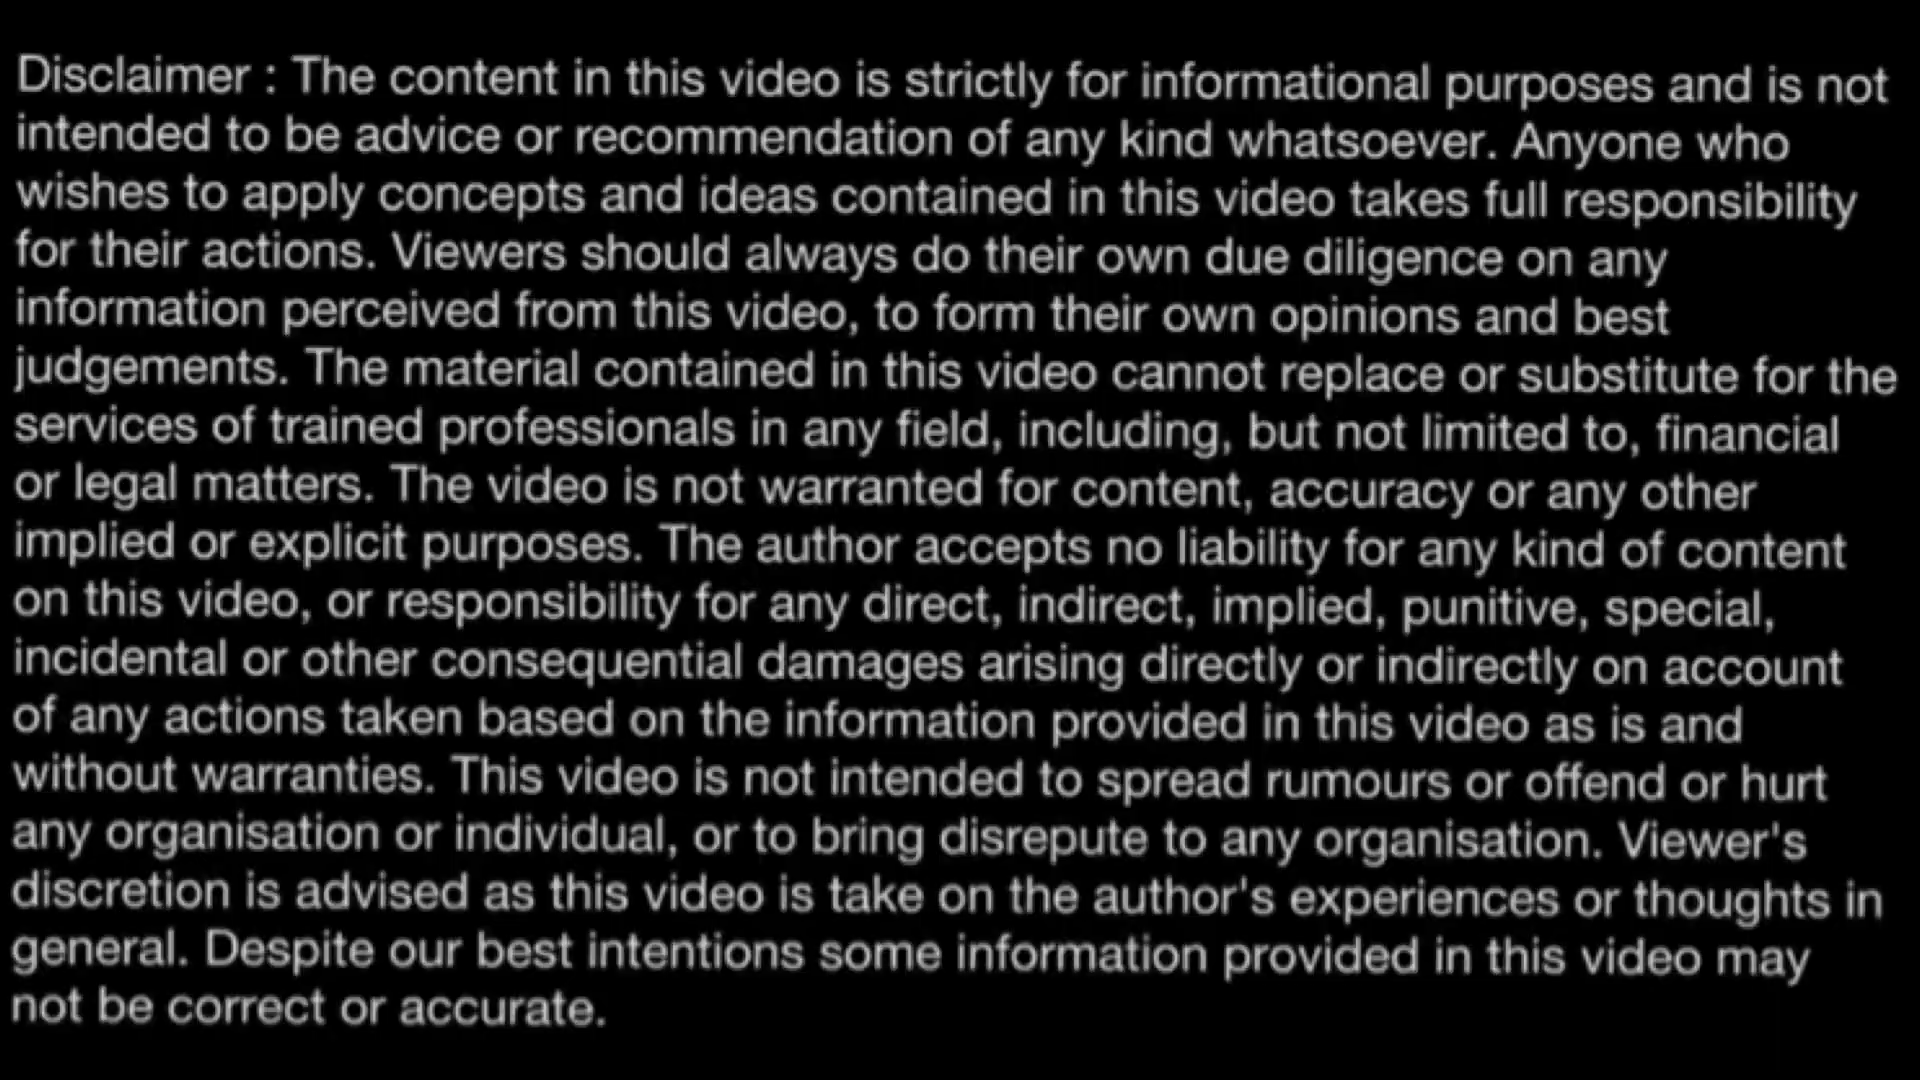 Disclaimer : The content in this video is strictly for informational purposes and is not
intended to be advice or recommendation of any kind whatsoever. Anyone who
wishes to apply concepts and ideas contained in this video takes full responsibility
for their actions. Viewers should always do their own due diligence on any
information perceived from this video, to form their own opinions and best
judgements. The material contained in this video cannot replace or substitute for the
services of trained professionals in any field, including, but not limited to, financial
or legal matters. The video is not warranted for content, accuracy or any other
implied or explicit purposes. The author accepts no liability for any kind of content
on this video, or responsibility for any direct, indirect, implied, punitive, special,
incidental or other consequential damages arising directly or indirectly on account
of any actions taken based on the information provided in this video as is and
without warranties. This video is not intended to spread rumours or offend or hurt
any organisation or individual, or to bring disrepute to any organisation. Viewer's
discretion is advised as this video is take on the author's experiences or thoughts in
general. Despite our best intentions some information provided in this video may
not be correct or accurate.